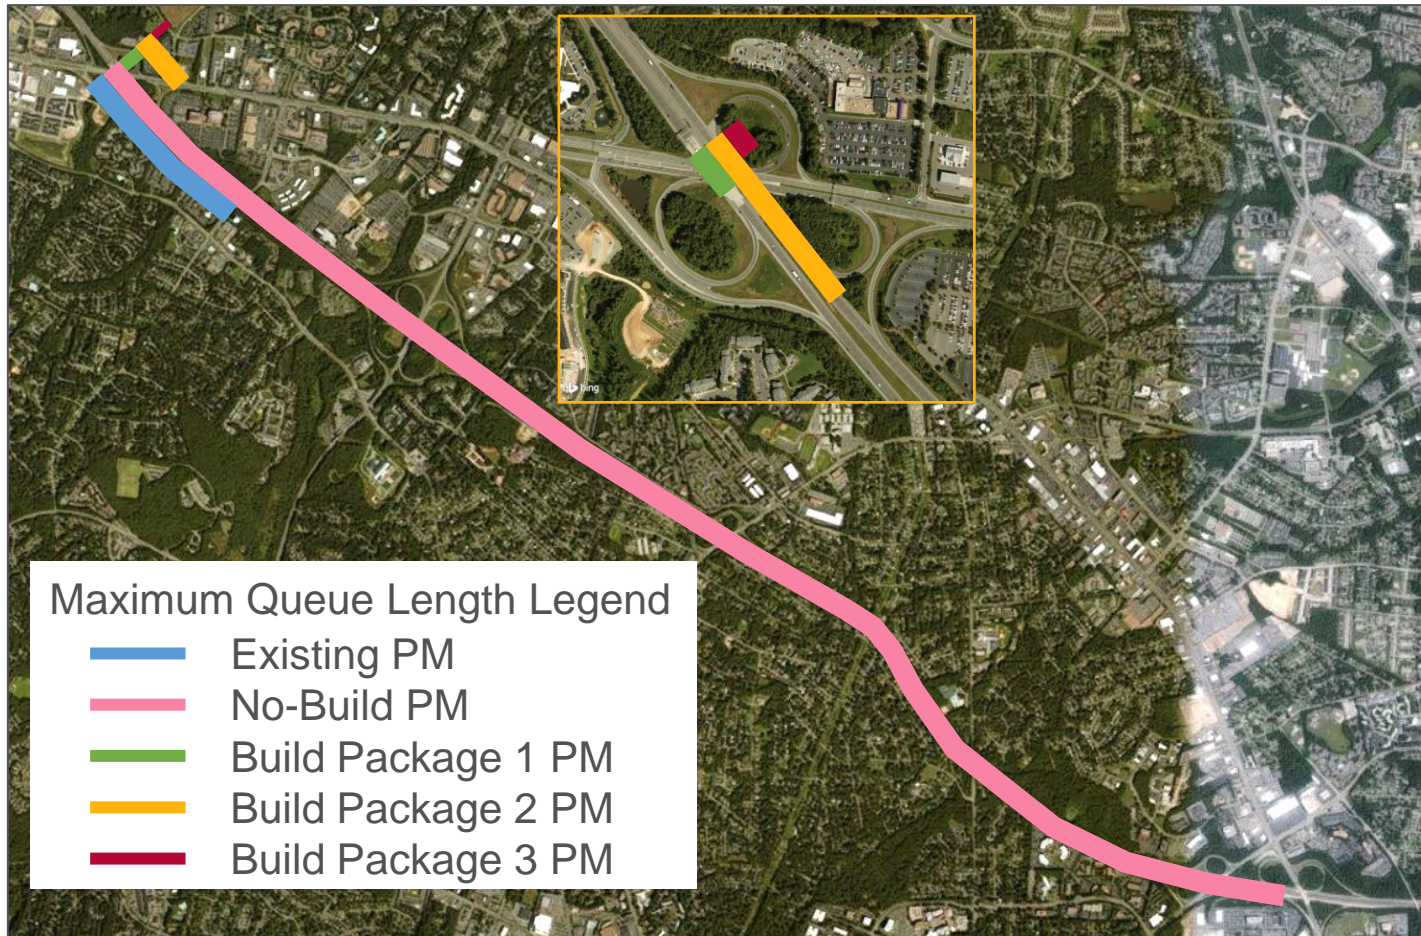 bing
Maximum Queue Length Legend
Existing PM
No-Build PM
Build Package 1 PM
Build Package 2 PM
Build Package 3 PM